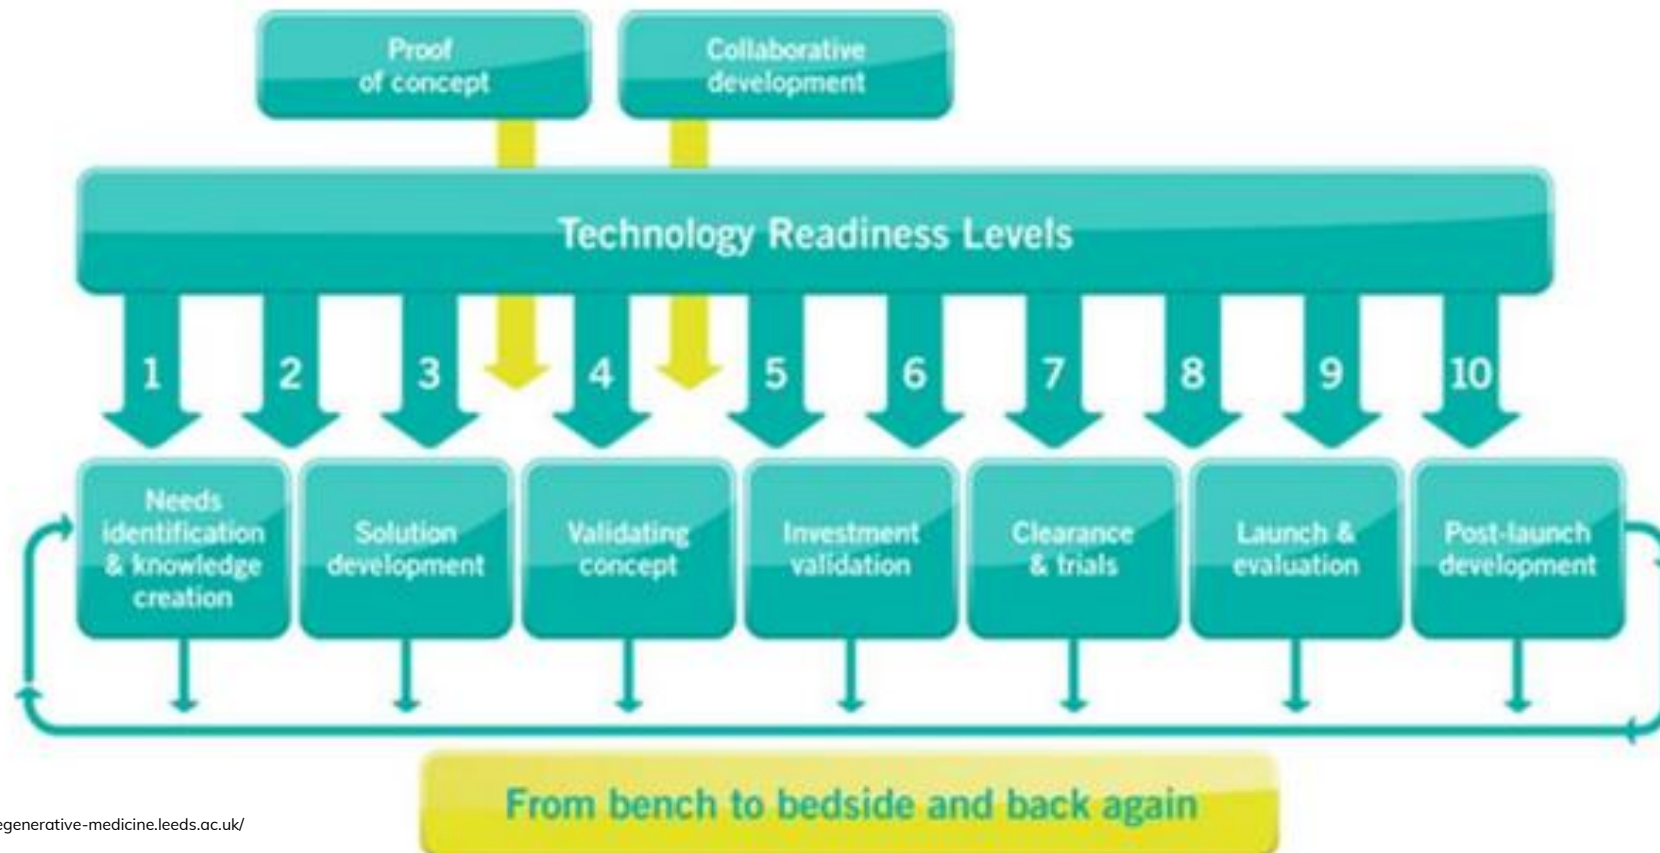 Proof
of concept
Collaborative
development
Technology Readiness Levels
1 2 3 4 5 6 7 8 9 10
Needs
identification
& knowledge
creation
Solution
development
Validating
concept
Investment
validation
Clearance
& trials
Launch &
evaluation
Post-launch
development
From bench to bedside and back again
egenerative-medicine.leeds.ac.uk/